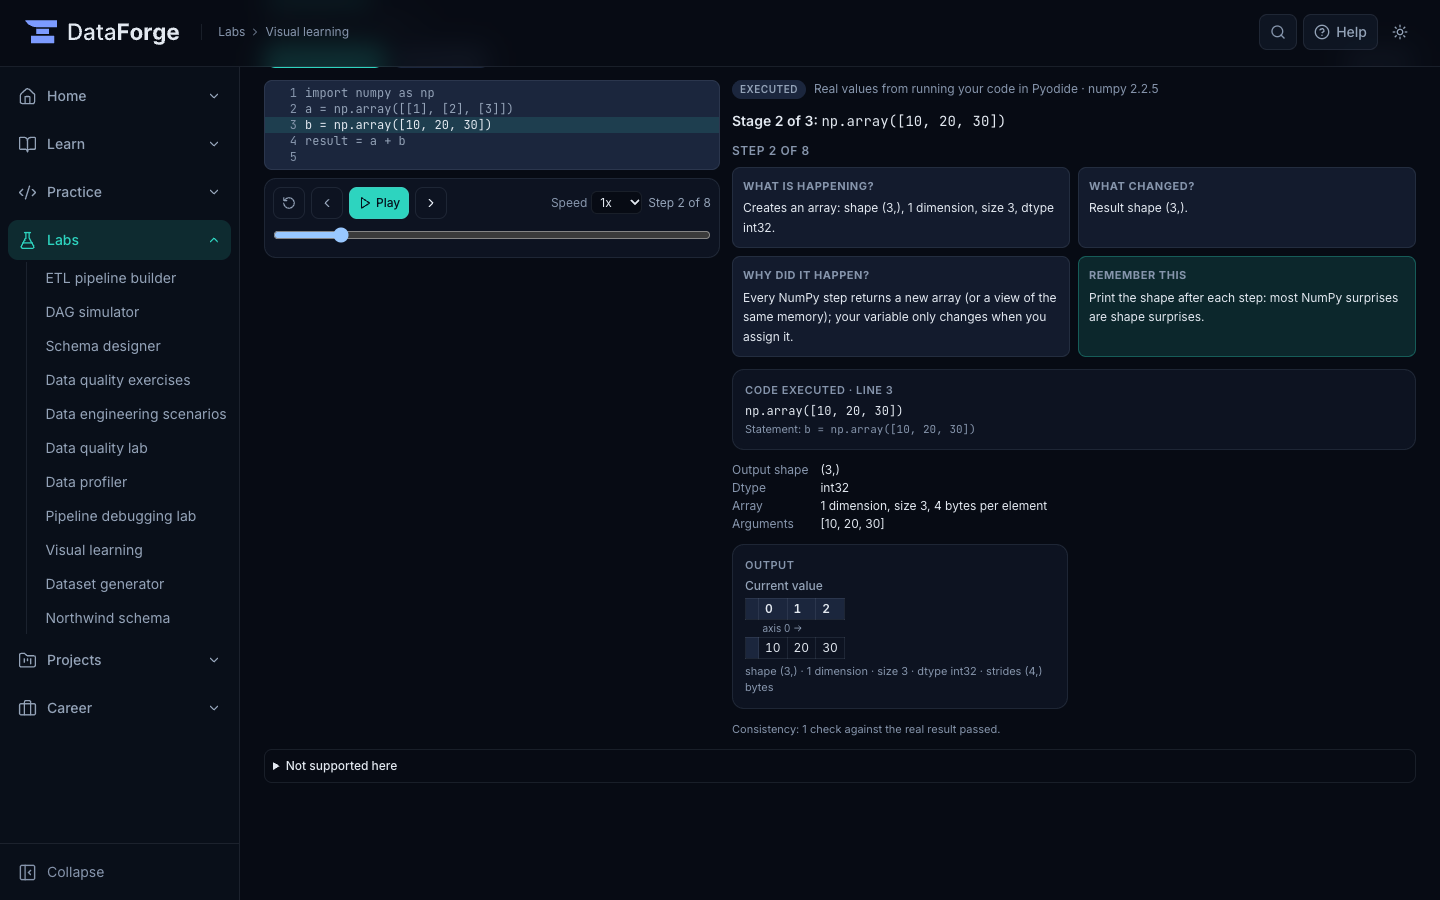 DataForge
Labs > Visual learning
Help
Home
Learn
Practice
Labs
ETL pipeline builder
DAG simulator
Schema designer
Data quality exercises
Data engineering scenarios
Data quality lab
Data profiler
Pipeline debugging lab
Visual learning
Dataset generator
Northwind schema
Projects
Career
Collapse
1 import numpy as np
2 a = np.array([[1], [2], [3]])
3 b = np.array([10, 20, 30])
4 result = a + b
5
Play
Speed 1x Step 2 of 8
EXECUTED Real values from running your code in Pyodide · numpy 2.2.5
Stage 2 of 3: np.array([10, 20, 30])
STEP 2 OF 8
WHAT IS HAPPENING?
Creates an array: shape (3,), 1 dimension, size 3, dtype
int32.
WHAT CHANGED?
Result shape (3,).
WHY DID IT HAPPEN?
Every NumPy step returns a new array (or a view of the
same memory); your variable only changes when you
assign it.
REMEMBER THIS
Print the shape after each step: most NumPy surprises
are shape surprises.
CODE EXECUTED · LINE 3
np.array([10, 20, 30])
Statement: b = np.array([10, 20, 30])
Output shape (3,)
Dtype int32
Array 1 dimension, size 3, 4 bytes per element
Arguments [10, 20, 30]
OUTPUT
Current value
0 1 2
axis 0 →
10 20 30
shape (3,) · 1 dimension · size 3 · dtype int32 · strides (4,)
bytes
Consistency: 1 check against the real result passed.
Not supported here